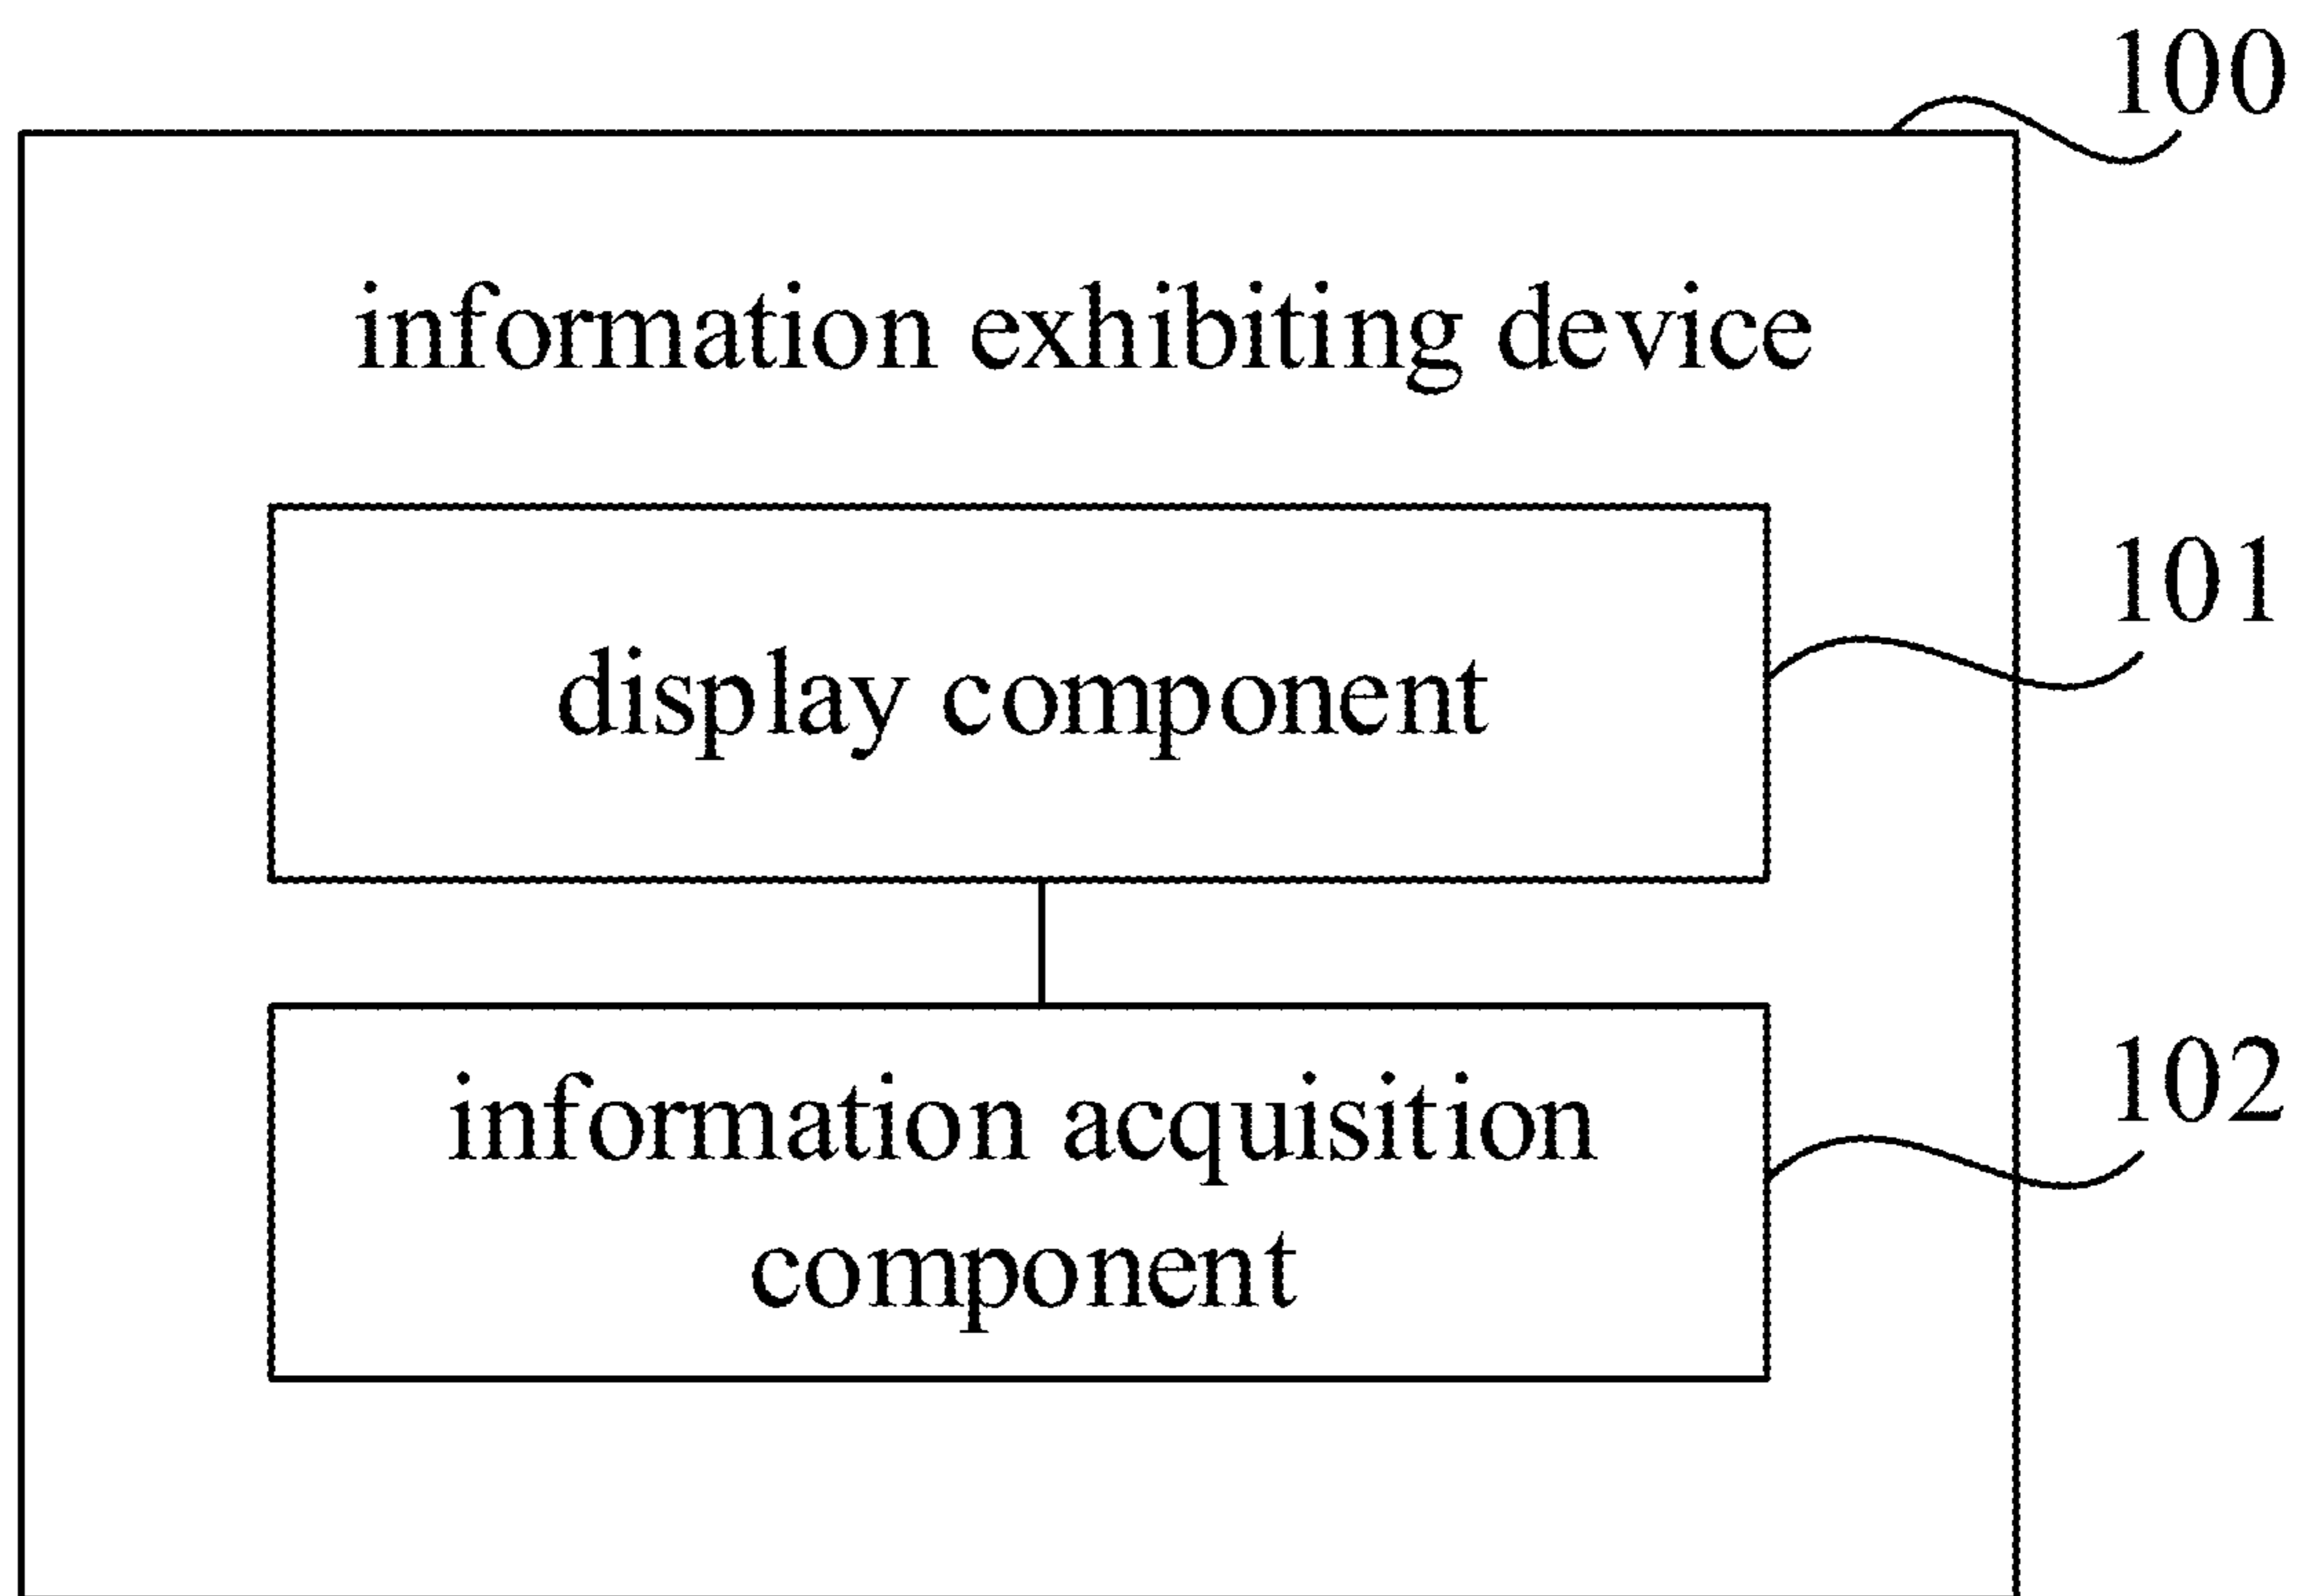 100
information exhibiting device
101
display component
102
information acquisition
component